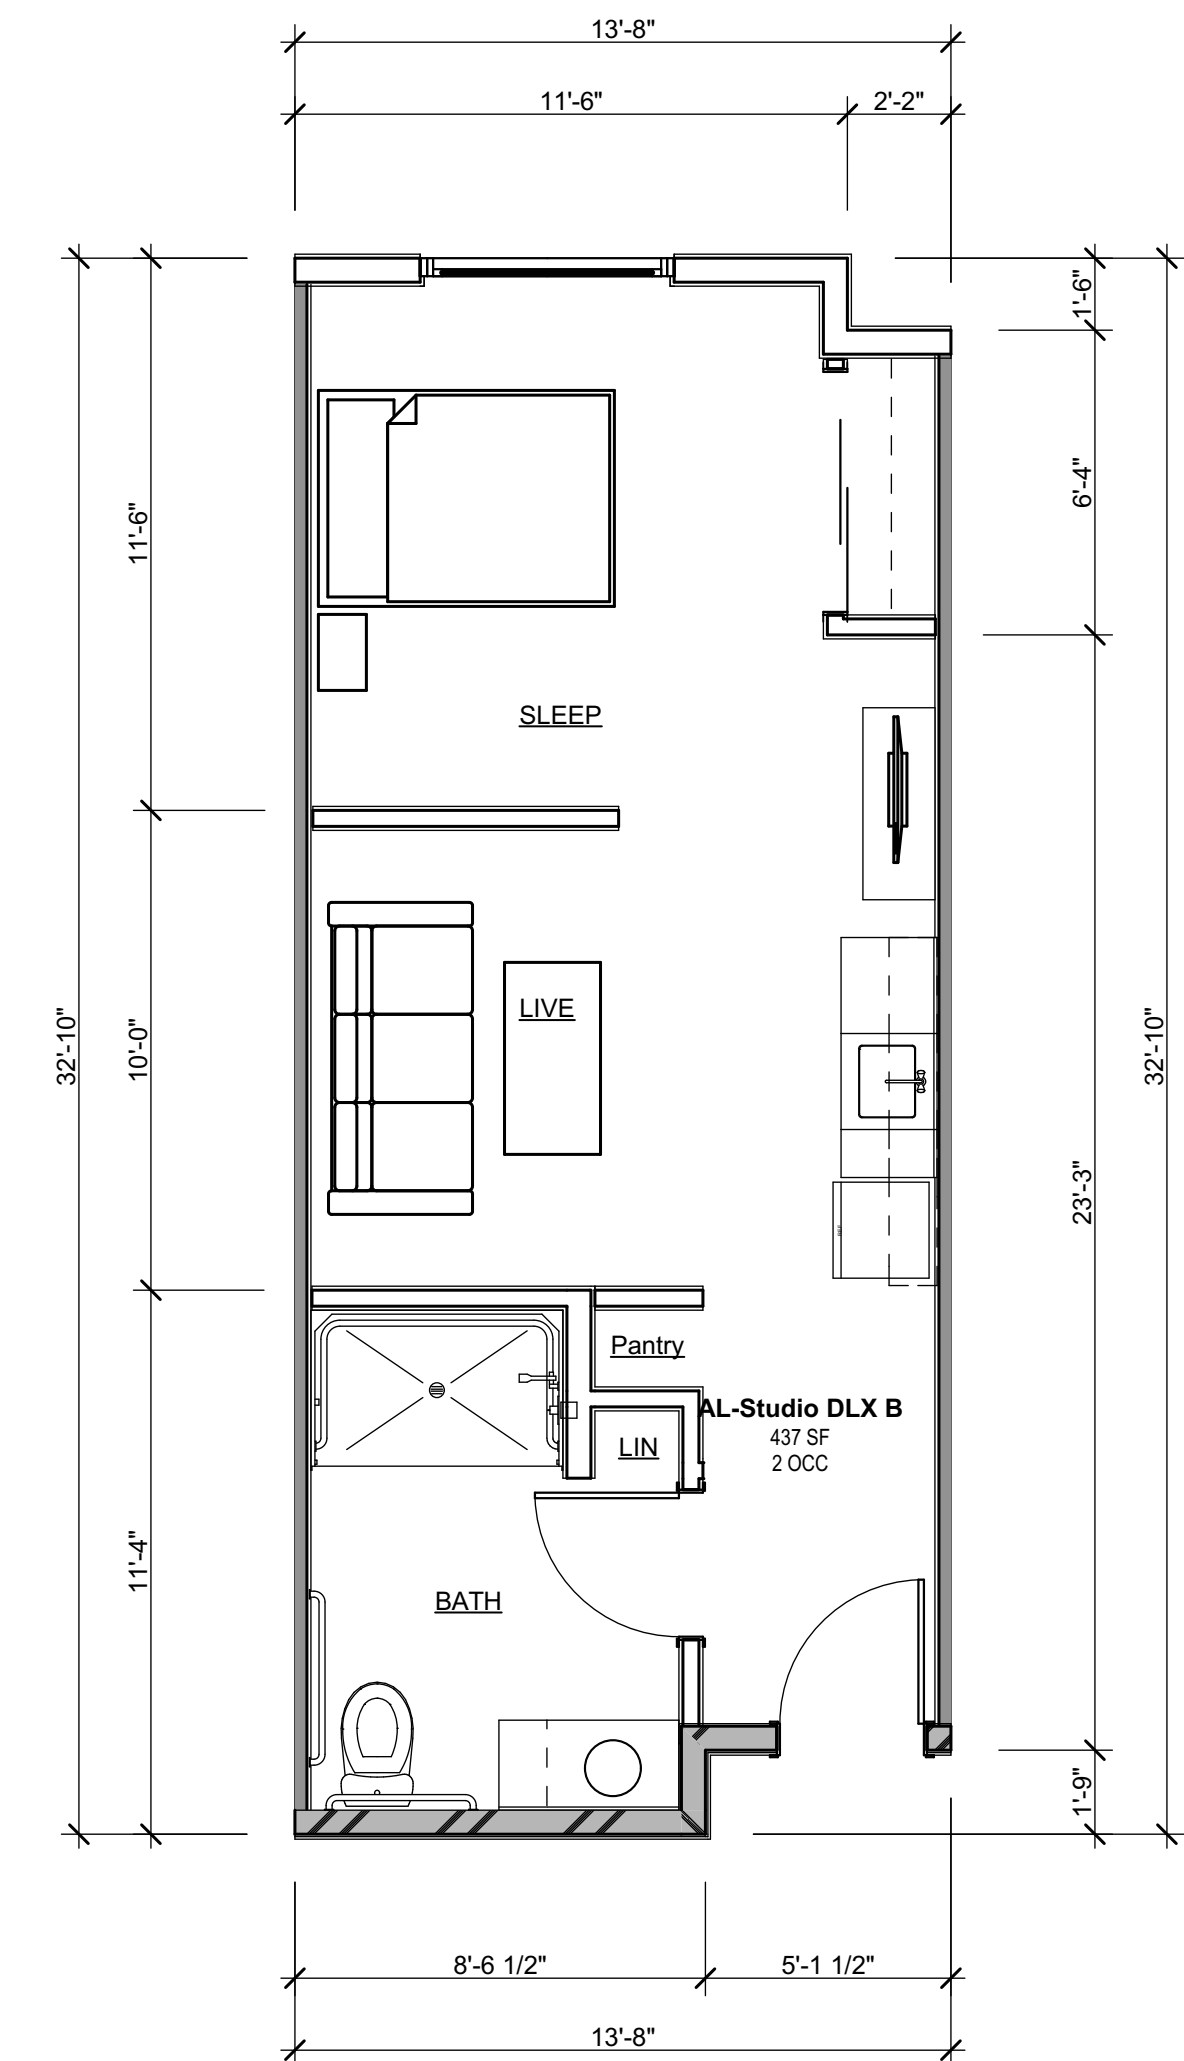 13'-8"
11'-6"
2'-2"
1'-6"
11'-6"
6'-4"
SLEEP
32'-10"
10'-0"
LIVE
32'-10"
23'-3"
Pantry
AL-Studio DLX B
437 SF
2 OCC
LIN
11'-4"
BATH
1'-9"
8'-6 1/2"
5'-1 1/2"
13'-8"